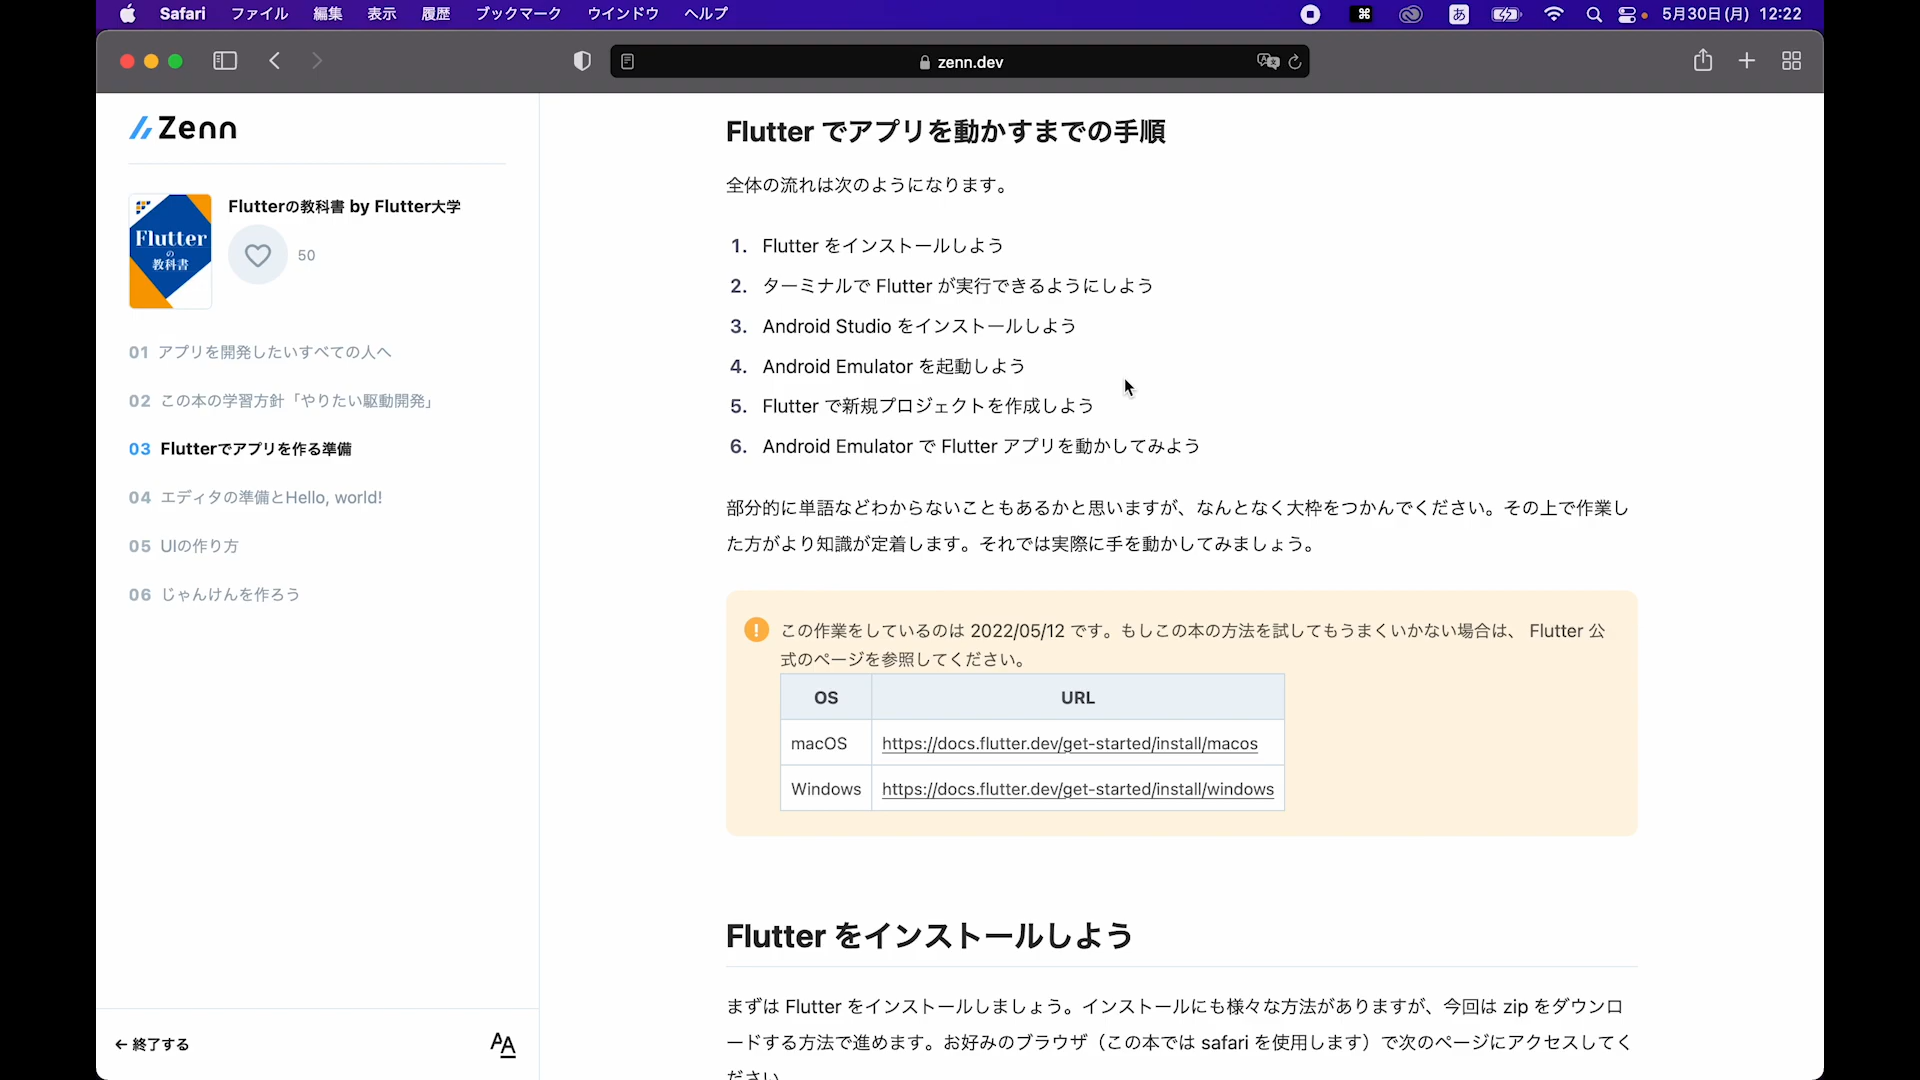 Safari ファイル 編集 表示 履歴 ブックマーク ウインドウ ヘルプ
あ 5月30日(月) 12:22
zenn.dev
Zenn
Flutter
の
教科書
Flutterの教科書 by Flutter大学
50
01 アプリを開発したいすべての人へ
02 この本の学習方針「やりたい駆動開発」
03 Flutterでアプリを作る準備
04 エディタの準備とHello, world!
05 UIの作り方
06 じゃんけんを作ろう
← 終了する
AA
Flutter でアプリを動かすまでの手順
全体の流れは次のようになります。
1. Flutter をインストールしよう
2. ターミナルで Flutter が実行できるようにしよう
3. Android Studio をインストールしよう
4. Android Emulator を起動しよう
5. Flutter で新規プロジェクトを作成しよう
6. Android Emulator で Flutter アプリを動かしてみよう
部分的に単語などわからないこともあるかと思いますが、なんとなく大枠をつかんでください。その上で作業し
た方がより知識が定着します。それでは実際に手を動かしてみましょう。
! この作業をしているのは 2022/05/12 です。もしこの本の方法を試してもうまくいかない場合は、 Flutter 公
式のページを参照してください。
OS URL
macOS https://docs.flutter.dev/get-started/install/macos
Windows https://docs.flutter.dev/get-started/install/windows
Flutter をインストールしよう
まずは Flutter をインストールしましょう。インストールにも様々な方法がありますが、今回は zip をダウンロ
ードする方法で進めます。お好みのブラウザ（この本では safari を使用します）で次のページにアクセスしてく
ださい